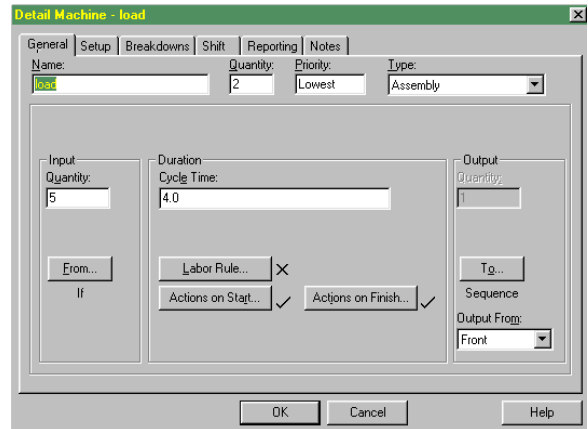 Detail Machine - load
General Setup Breakdowns Shift Reporting Notes
Name: Quantity: Priority: Type:
load 2 Lowest Assembly
Input Duration Output
Quantity: Cycle Time: Quantity:
5 4.0 1
From... Labor Rule... To...
If Actions on Start... Actions on Finish... Sequence
Output From:
Front
OK Cancel Help